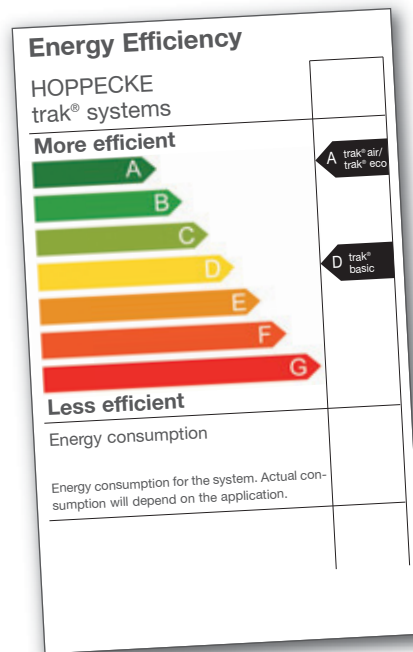 Energy Efficiency
HOPPECKE
trak® systems
More efficient
A
trak® air/
trak® eco
A
B
C
D
trak®
basic
D
E
F
G
Less efficient
Energy consumption
Energy consumption for the system. Actual con-
sumption will depend on the application.